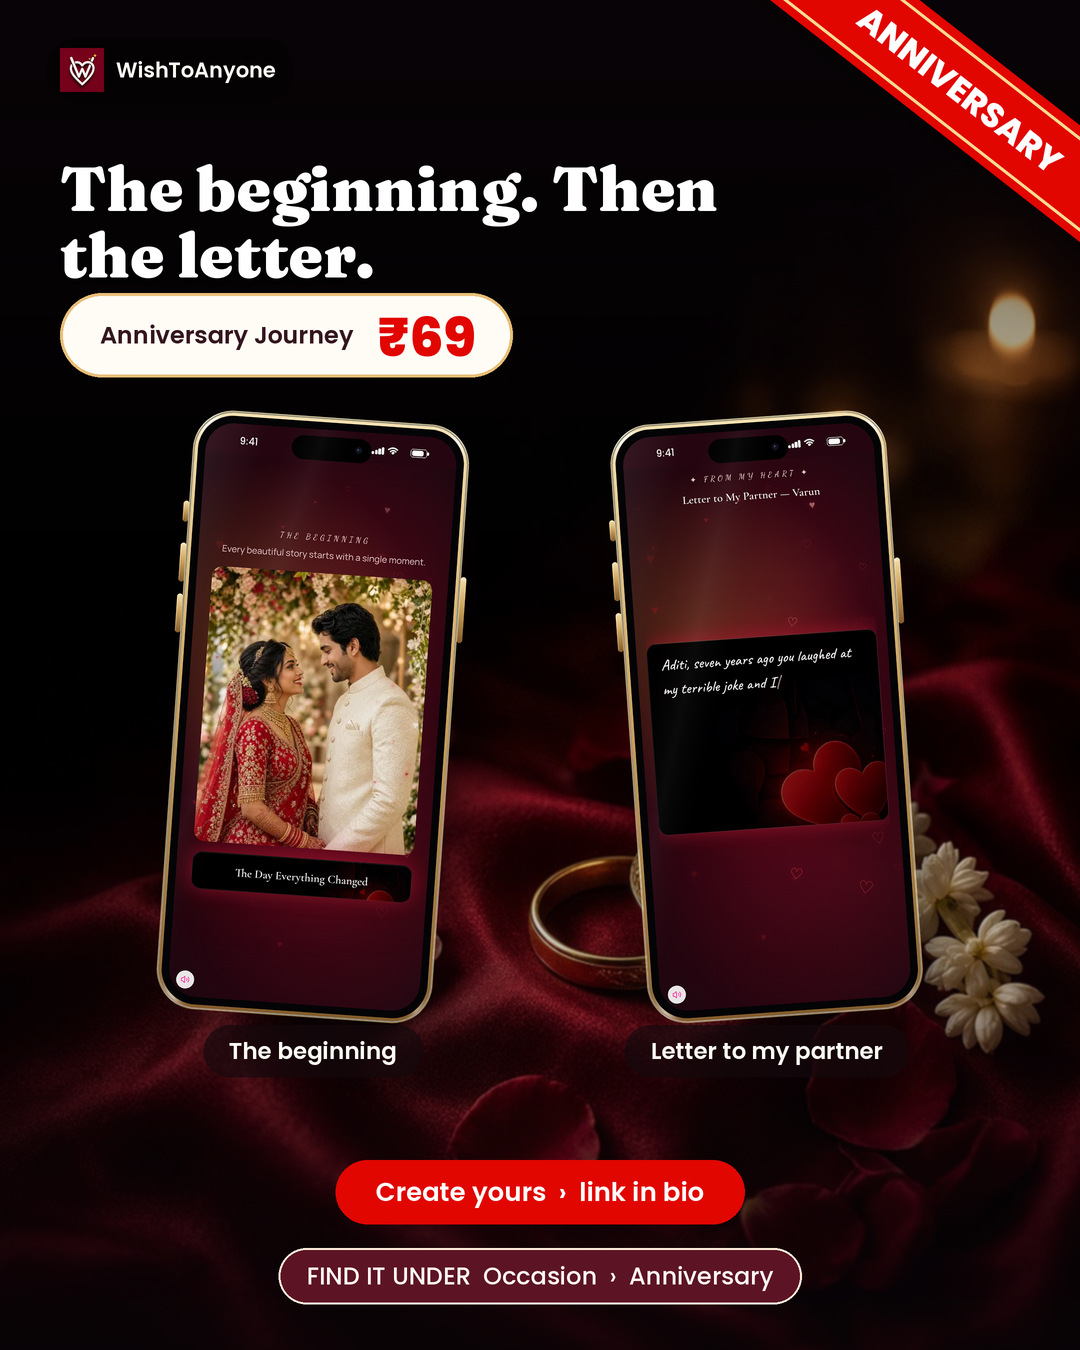 WishToAnyone
ANNIVERSARY
The beginning. Then
the letter.
Anniversary Journey ₹69
9:41
THE BEGINNING
Every beautiful story starts with a single moment.
The Day Everything Changed
The beginning
9:41
✦ FROM MY HEART ✦
Letter to My Partner — Varun
Aditi, seven years ago you laughed at
my terrible joke and I
Letter to my partner
Create yours › link in bio
FIND IT UNDER Occasion › Anniversary